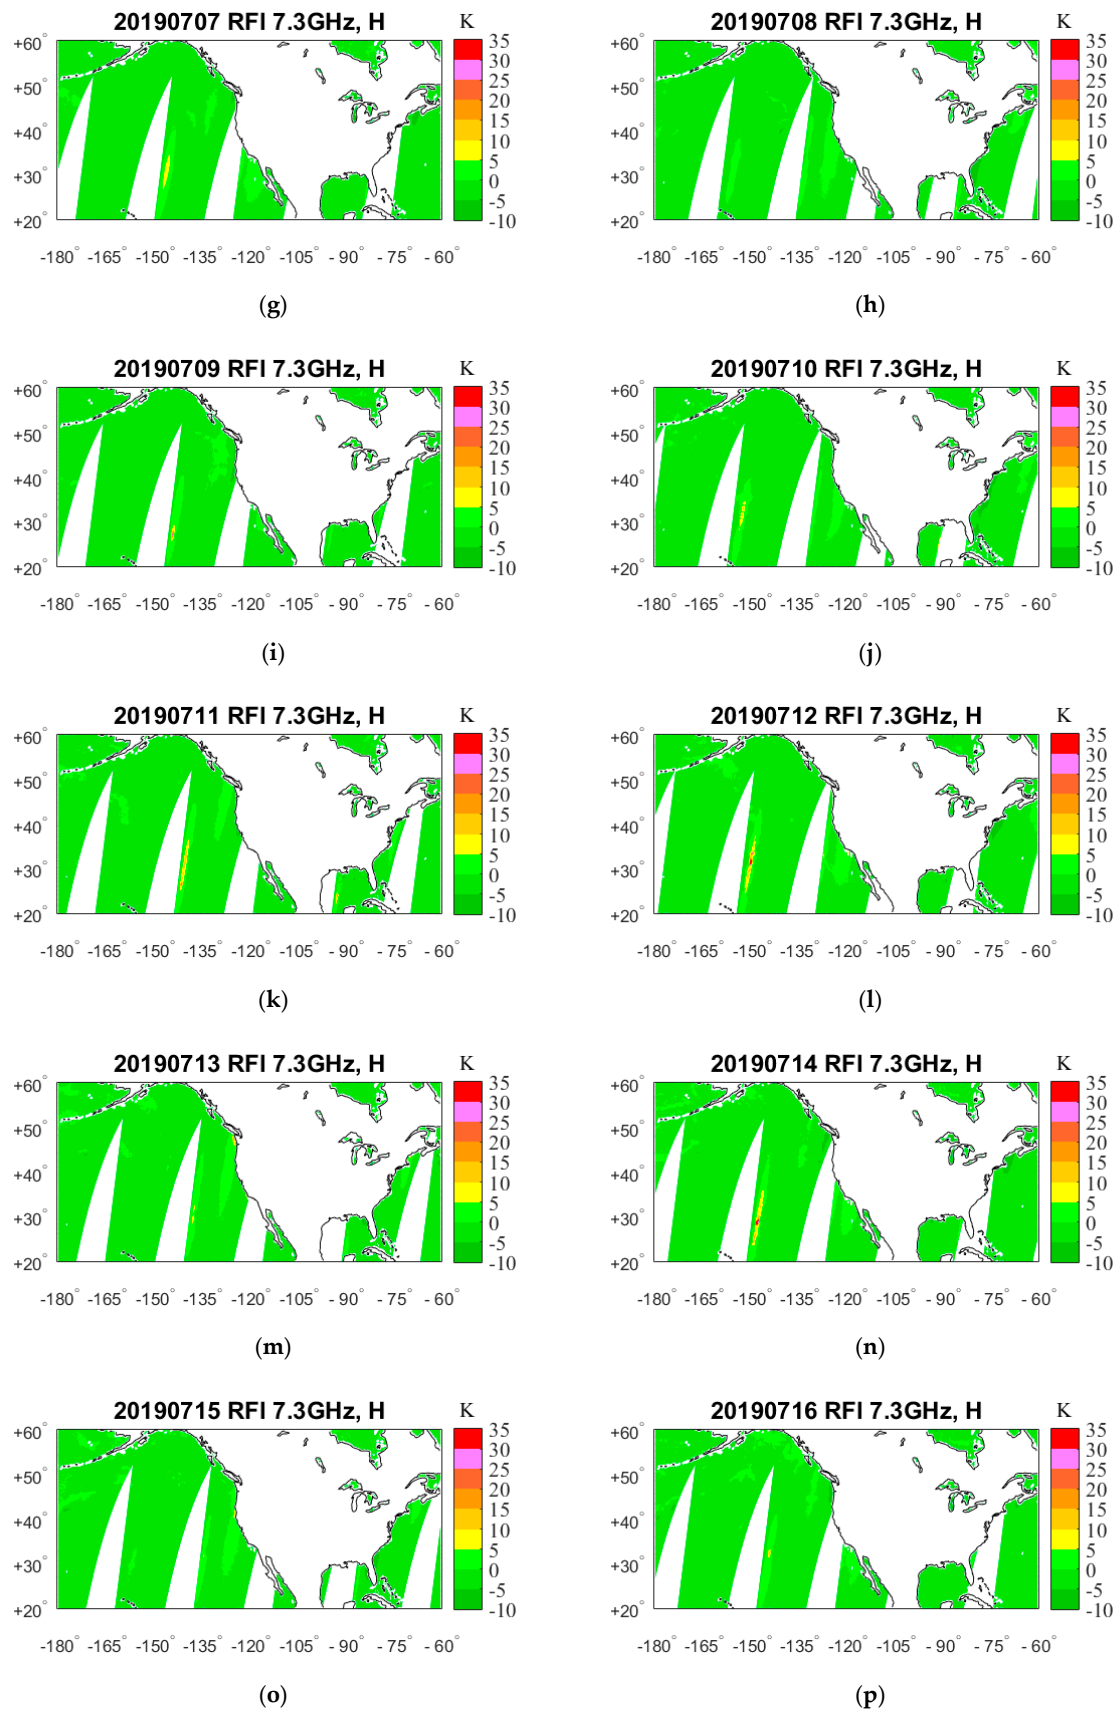 20190707 RFI 7.3GHz, H K
+60° +50° +40° +30° +20°
35 30 25 20 15 10 5 0 -5 -10
-180 -165 -150 -135 -105 -90 -75 -60
(g)
20190708 RFI 7.3GHz, H K
+60° +50° +40° +30° +20°
35 30 25 20 15 10 5 0 -5 -10
-180 -165 -150 -135 -105 -90 -75 -60
(h)
20190709 RFI 7.3GHz, H K
+60° +50° +40° +30° +20°
35 30 25 20 15 10 5 0 -5 -10
-180 -165 -150 -135 -105 -90 -75 -60
(i)
20190710 RFI 7.3GHz, H K
+60° +50° +40° +30° +20°
35 30 25 20 15 10 5 0 -5 -10
-180 -165 -150 -135 -105 -90 -75 -60
(j)
20190711 RFI 7.3GHz, H K
+60° +50° +40° +30° +20°
35 30 25 20 15 10 5 0 -5 -10
-180 -165 -150 -135 -105 -90 -75 -60
(k)
20190712 RFI 7.3GHz, H K
+60° +50° +40° +30° +20°
35 30 25 20 15 10 5 0 -5 -10
-180 -165 -150 -135 -105 -90 -75 -60
(l)
20190713 RFI 7.3GHz, H K
+60° +50° +40° +30° +20°
35 30 25 20 15 10 5 0 -5 -10
-180 -165 -150 -135 -105 -90 -75 -60
(m)
20190714 RFI 7.3GHz, H K
+60° +50° +40° +30° +20°
35 30 25 20 15 10 5 0 -5 -10
-180 -165 -150 -135 -105 -90 -75 -60
(n)
20190715 RFI 7.3GHz, H K
+60° +50° +40° +30° +20°
35 30 25 20 15 10 5 0 -5 -10
-180 -165 -150 -135 -105 -90 -75 -60
(o)
20190716 RFI 7.3GHz, H K
+60° +50° +40° +30° +20°
35 30 25 20 15 10 5 0 -5 -10
-180 -165 -150 -135 -105 -90 -75 -60
(p)